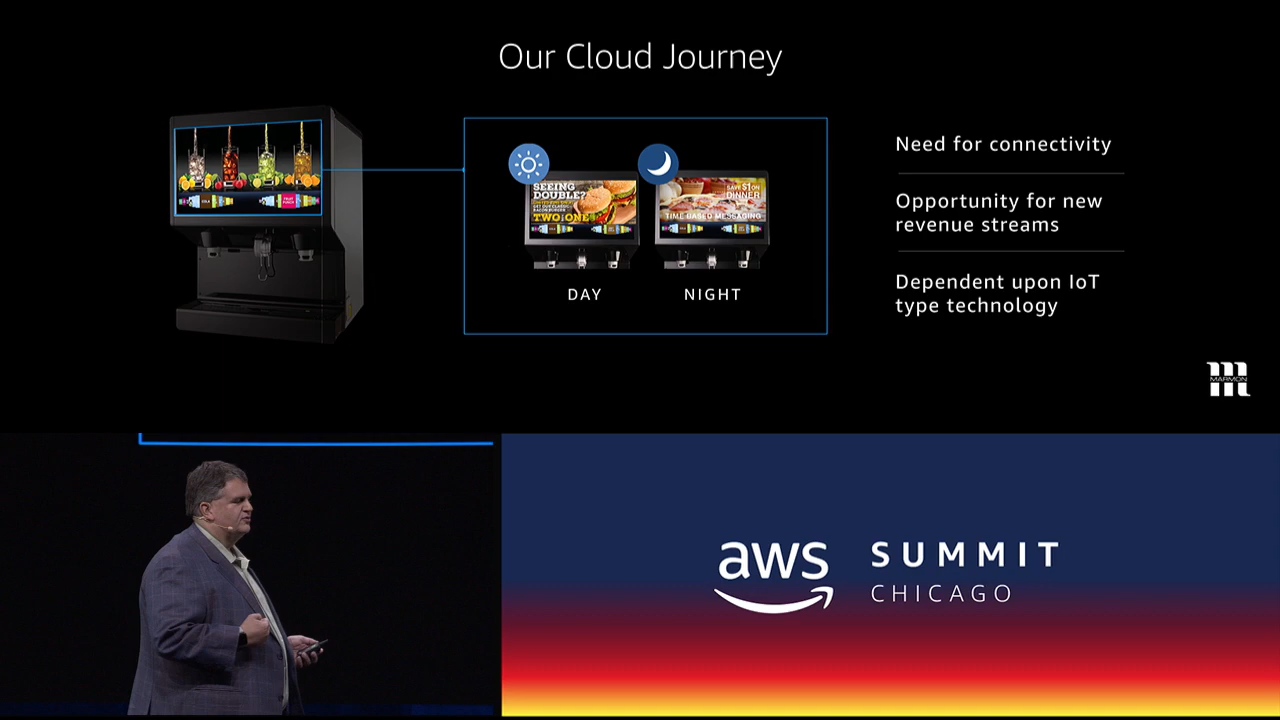 Our Cloud Journey
SEEING
DOUBLE?
TWO ONE
SAVE $1 ON
DINNER
TIME BASED MESSAGING
DAY
NIGHT
Need for connectivity
Opportunity for new
revenue streams
Dependent upon IoT
type technology
MARMON
aws
SUMMIT
CHICAGO